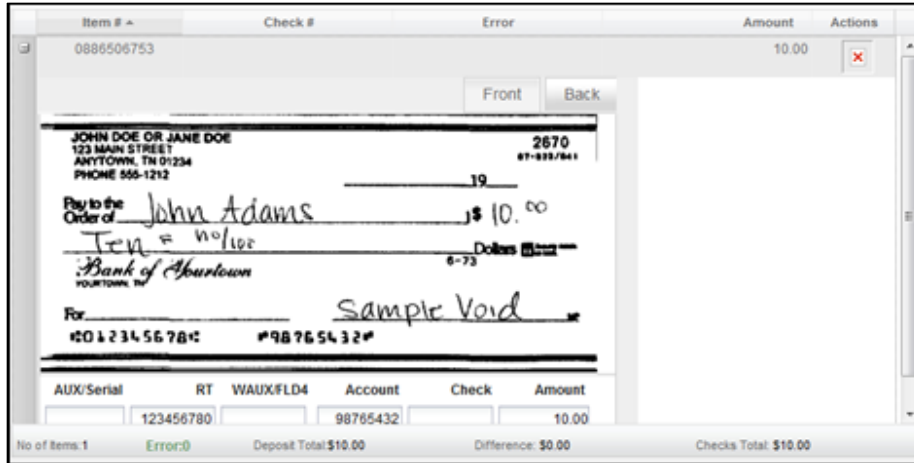 Item # Check # Error Amount Actions
0886506753 10.00
Front Back
JOHN DOE OR JANE DOE 2670
123 MAIN STREET
ANYTOWN, TN 01234
PHONE 555-1212
19
Pay to the
Order of John Adams $ 10.00
Ten = no/100 Dollars
6-73
Bank of Yourtown
YOURTOWN, TN
For Sample Void
⑆012345678⑆ ⑈98765432⑈
AUX/Serial RT WAUX/FLD4 Account Check Amount
123456780 98765432 10.00
No of Items:1 Error:0 Deposit Total:$10.00 Difference: $0.00 Checks Total: $10.00